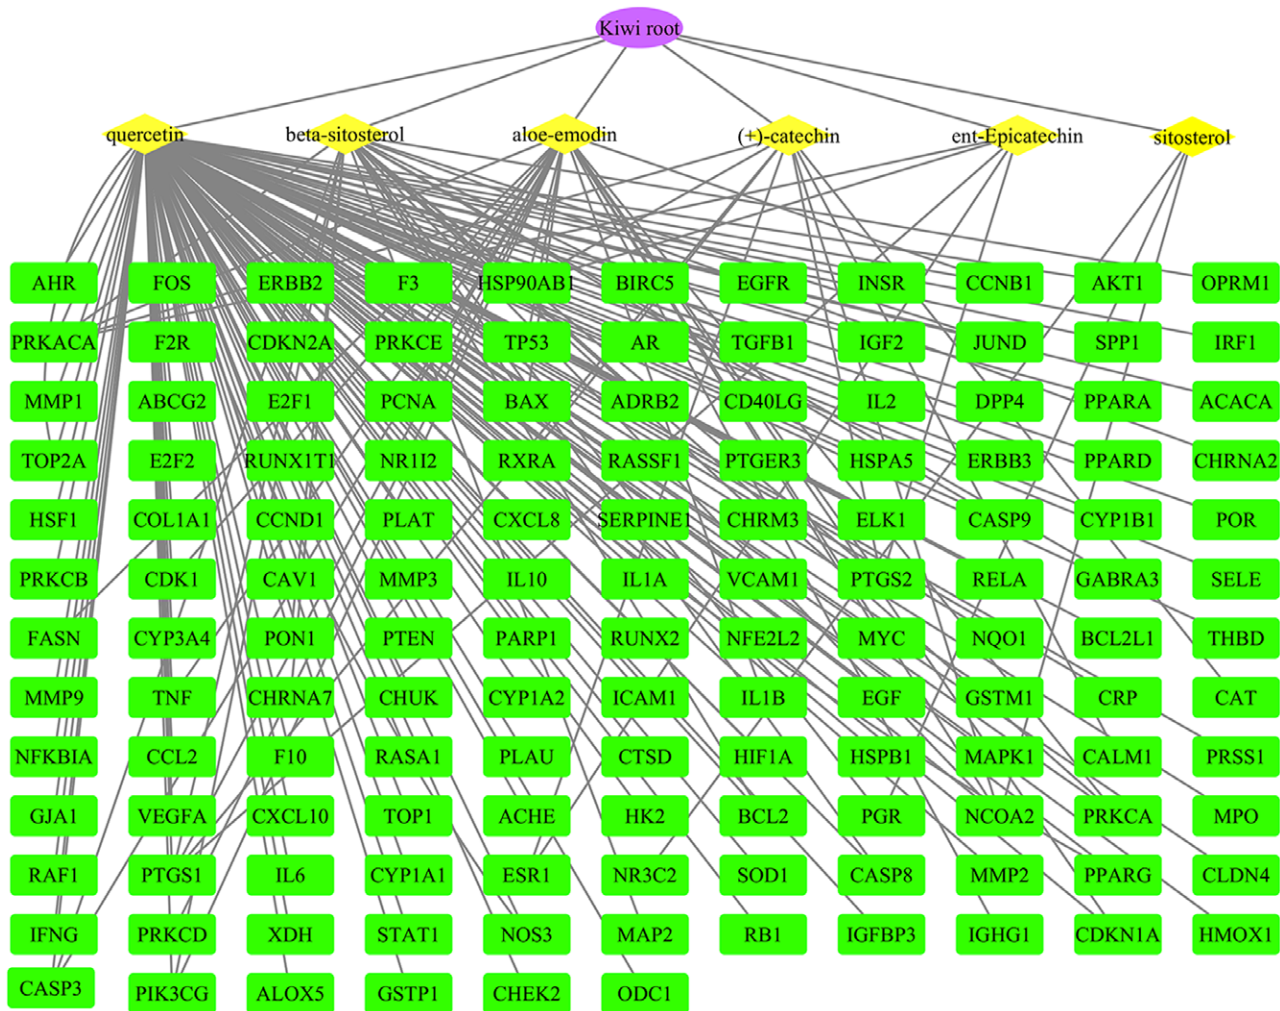 Kiwi root
quercetin beta-sitosterol aloe-emodin (+)-catechin ent-Epicatechin sitosterol
AHR FOS ERBB2 F3 HSP90AB1 BIRC5 EGFR INSR CCNB1 AKT1 OPRM1
PRKACA F2R CDKN2A PRKCE TP53 AR TGFB1 IGF2 JUND SPP1 IRF1
MMP1 ABCG2 E2F1 PCNA BAX ADRB2 CD40LG IL2 DPP4 PPARA ACACA
TOP2A E2F2 RUNX1T1 NR1I2 RXRA RASSF1 PTGER3 HSPA5 ERBB3 PPARD CHRNA2
HSF1 COL1A1 CCND1 PLAT CXCL8 SERPINE1 CHRM3 ELK1 CASP9 CYP1B1 POR
PRKCB CDK1 CAV1 MMP3 IL10 IL1A VCAM1 PTGS2 RELA GABRA3 SELE
FASN CYP3A4 PON1 PTEN PARP1 RUNX2 NFE2L2 MYC NQO1 BCL2L1 THBD
MMP9 TNF CHRNA7 CHUK CYP1A2 ICAM1 IL1B EGF GSTM1 CRP CAT
NFKBIA CCL2 F10 RASA1 PLAU CTSD HIF1A HSPB1 MAPK1 CALM1 PRSS1
GJA1 VEGFA CXCL10 TOP1 ACHE HK2 BCL2 PGR NCOA2 PRKCA MPO
RAF1 PTGS1 IL6 CYP1A1 ESR1 NR3C2 SOD1 CASP8 MMP2 PPARG CLDN4
IFNG PRKCD XDH STAT1 NOS3 MAP2 RB1 IGFBP3 IGHG1 CDKN1A HMOX1
CASP3 PIK3CG ALOX5 GSTP1 CHEK2 ODC1